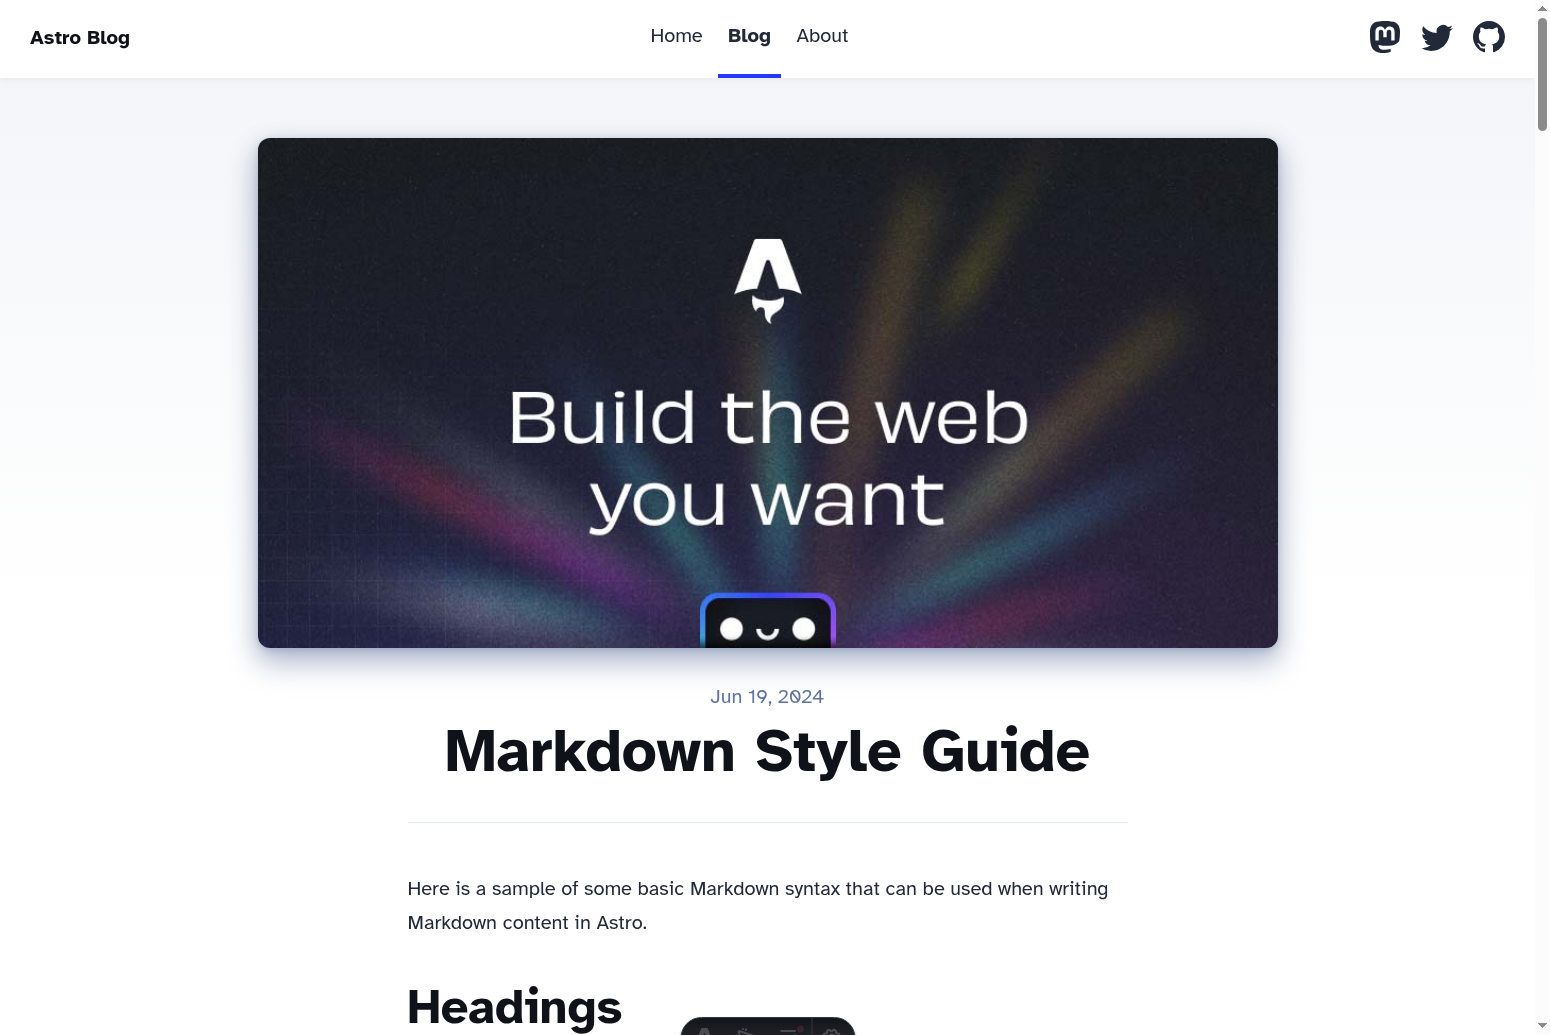 Astro Blog
Home
Blog
About
Build the web
you want
Jun 19, 2024
Markdown Style Guide
Here is a sample of some basic Markdown syntax that can be used when writing
Markdown content in Astro.
Headings